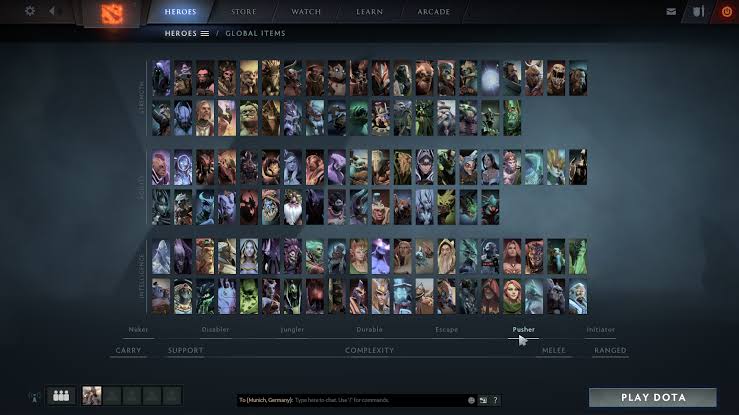 HEROES STORE WATCH LEARN ARCADE
HEROES / GLOBAL ITEMS
STRENGTH
AGILITY
INTELLIGENCE
Nuker Disabler Jungler Durable Escape Pusher Initiator
CARRY SUPPORT COMPLEXITY MELEE RANGED
To [Munich, Germany]: Type here to chat. Use '/' for commands. ?
PLAY DOTA